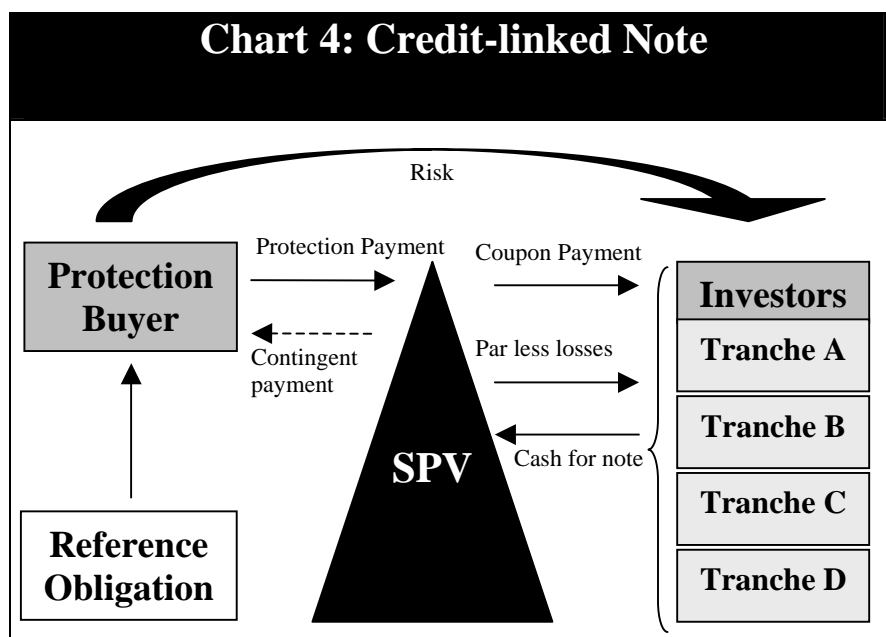 Chart 4: Credit-linked Note
Risk
Protection Payment
Coupon Payment
Protection
Buyer
Investors
Contingent
payment
Par less losses
Tranche A
Tranche B
SPV
Cash for note
Tranche C
Reference
Obligation
Tranche D